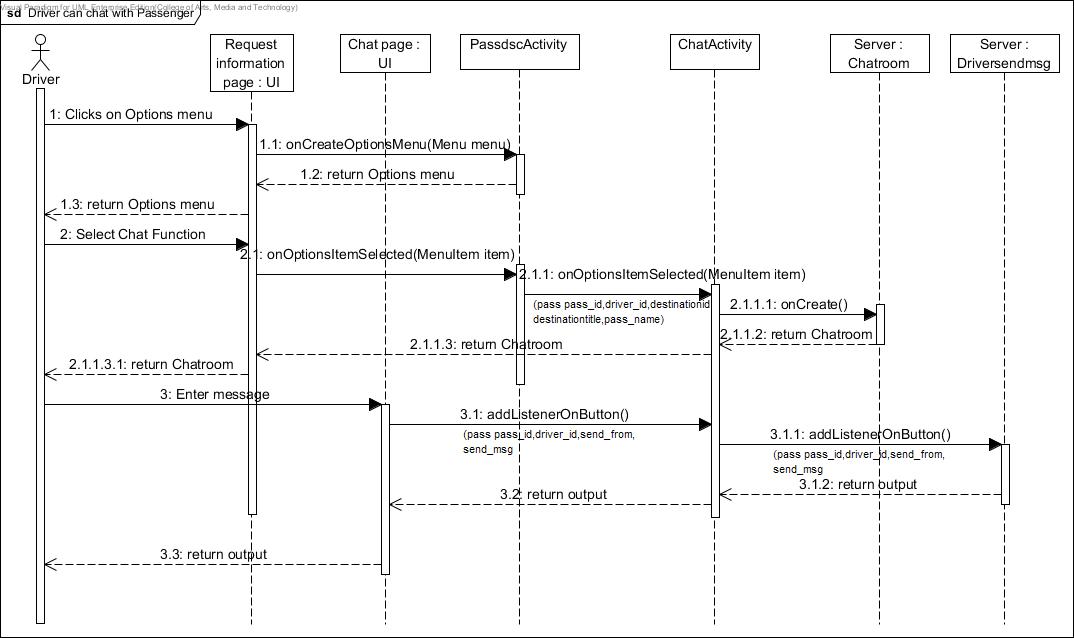 Visual Paradigm for UML Enterprise Edition(College of Arts, Media and Technology)
sd Driver can chat with Passenger
Driver
Request
information
page : UI
Chat page :
UI
PassdscActivity
ChatActivity
Server :
Chatroom
Server :
Driversendmsg
1: Clicks on Options menu
1.1: onCreateOptionsMenu(Menu menu)
1.2: return Options menu
1.3: return Options menu
2: Select Chat Function
2.1: onOptionsItemSelected(MenuItem item)
2.1.1: onOptionsItemSelected(MenuItem item)
(pass pass_id,driver_id,destinationid
destinationtitle,pass_name)
2.1.1.1: onCreate()
2.1.1.2: return Chatroom
2.1.1.3: return Chatroom
2.1.1.3.1: return Chatroom
3: Enter message
3.1: addListenerOnButton()
(pass pass_id,driver_id,send_from,
send_msg
3.1.1: addListenerOnButton()
(pass pass_id,driver_id,send_from,
send_msg
3.1.2: return output
3.2: return output
3.3: return output